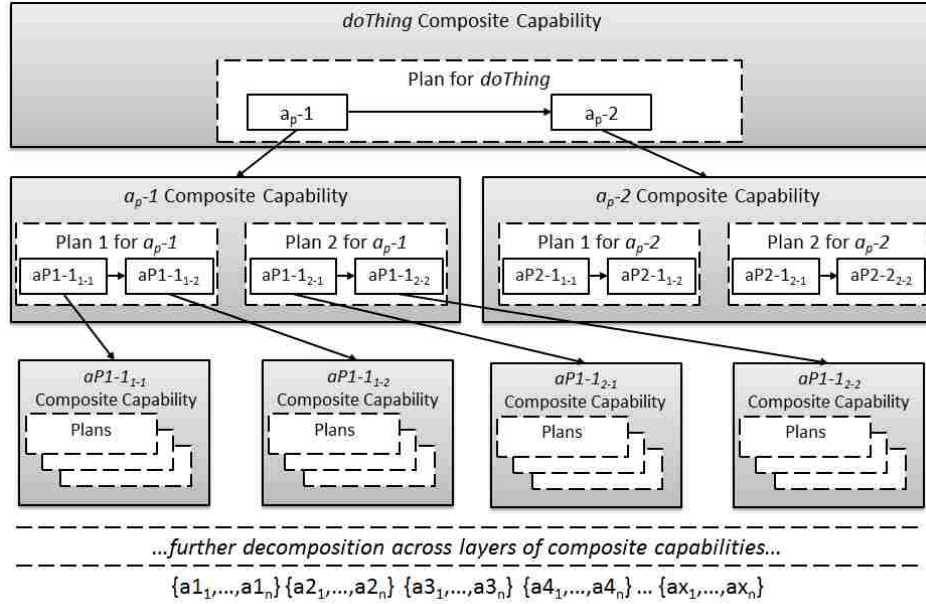 doThing Composite Capability
Plan for doThing
aₚ-1 aₚ-2
aₚ-1 Composite Capability aₚ-2 Composite Capability
Plan 1 for aₚ-1 Plan 2 for aₚ-1 Plan 1 for aₚ-2 Plan 2 for aₚ-2
aP1-1₁₋₁ aP1-1₁₋₂ aP1-1₂₋₁ aP1-1₂₋₂ aP2-1₁₋₁ aP2-1₁₋₂ aP2-1₂₋₁ aP2-2₂₋₂
aP1-1₁₋₁ aP1-1₁₋₂ aP1-1₂₋₁ aP1-1₂₋₂
Composite Capability Composite Capability Composite Capability Composite Capability
Plans Plans Plans Plans
...further decomposition across layers of composite capabilities...
{a1₁,...,a1ₙ} {a2₁,...,a2ₙ} {a3₁,...,a3ₙ} {a4₁,...,a4ₙ} ... {ax₁,...,axₙ}